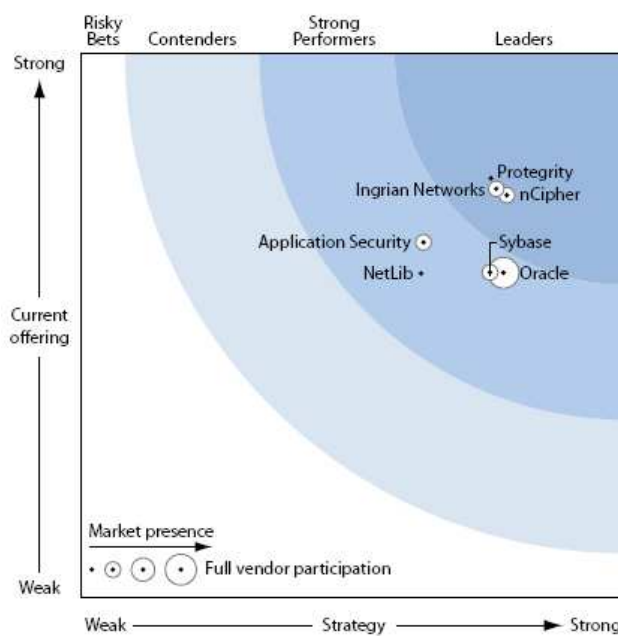 Risky
Bets
Contenders
Strong
Performers
Leaders
Strong
Protegrity
Ingrian Networks
nCipher
Application Security
Sybase
NetLib
Oracle
Current
offering
Market presence
Full vendor participation
Weak
Weak
Strategy
Strong